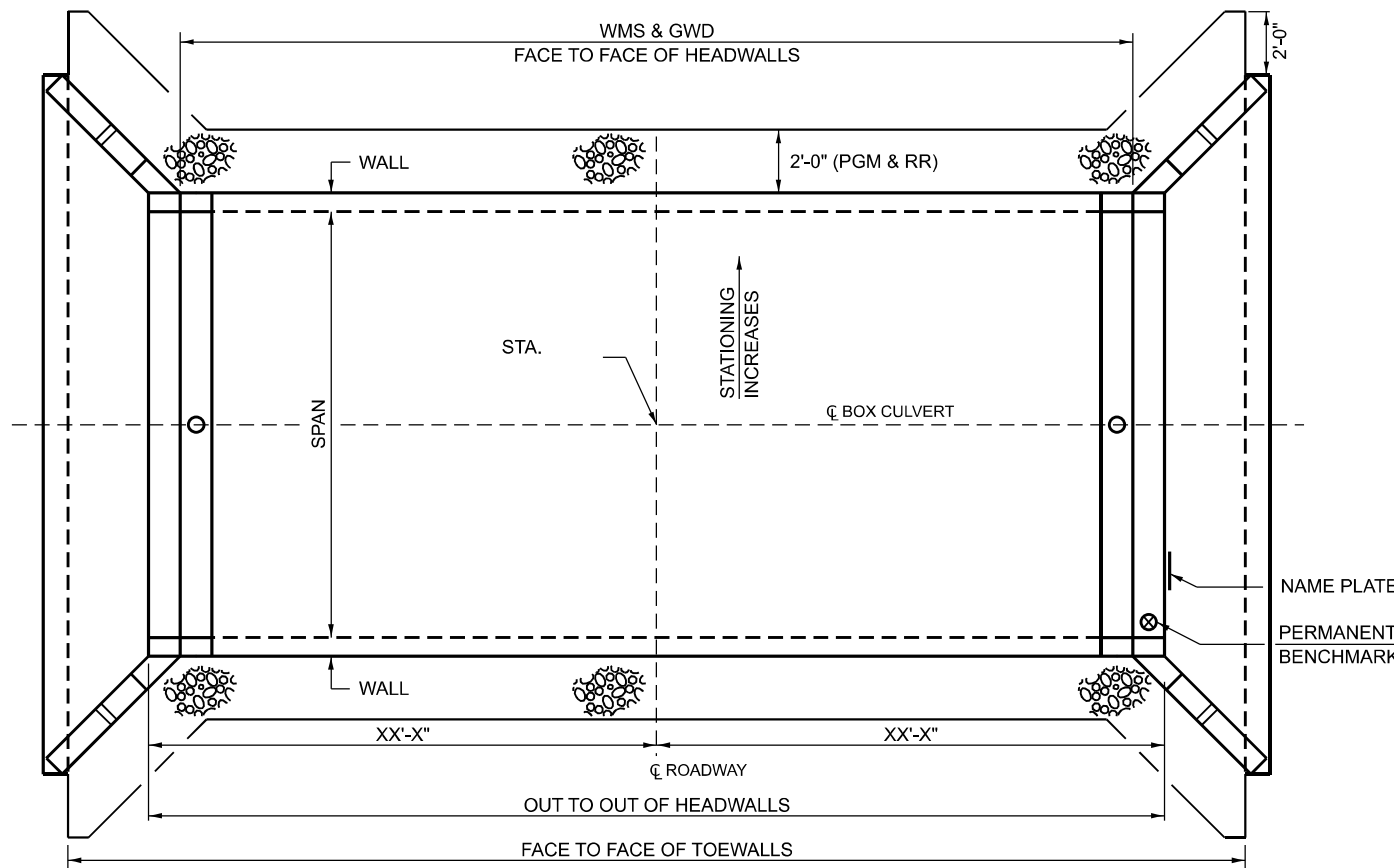 WMS & GWD
FACE TO FACE OF HEADWALLS
2'-0"
WALL
2'-0" (PGM & RR)
STATIONING
INCREASES
STA.
SPAN
℄ BOX CULVERT
NAME PLATE
PERMANENT
BENCHMARK
WALL
XX'-X"
XX'-X"
℄ ROADWAY
OUT TO OUT OF HEADWALLS
FACE TO FACE OF TOEWALLS